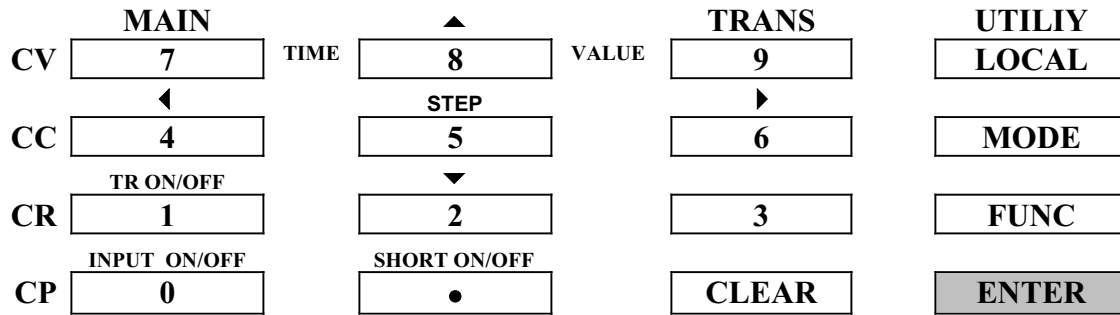 MAIN ▲ TRANS UTILIY
CV 7 TIME 8 VALUE 9 LOCAL
◀ STEP ▶
CC 4 5 6 MODE
TR ON/OFF ▼
CR 1 2 3 FUNC
INPUT ON/OFF SHORT ON/OFF
CP 0 ● CLEAR ENTER